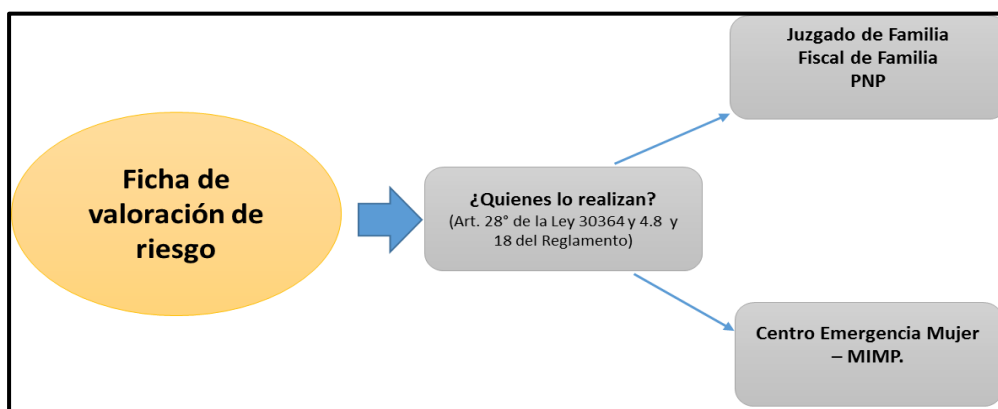 Ficha de
valoración de
riesgo
¿Quienes lo realizan?
(Art. 28° de la Ley 30364 y 4.8 y
18 del Reglamento)
Juzgado de Familia
Fiscal de Familia
PNP
Centro Emergencia Mujer
– MIMP.